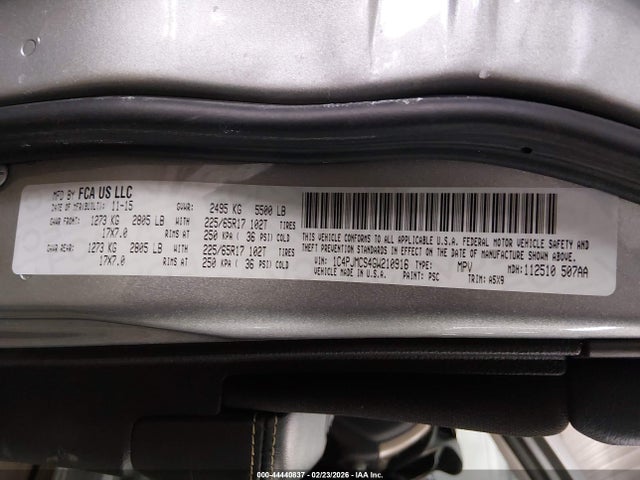 MFD BY FCA US LLC
DATE OF MFR/BUILT: 11-15 GVWR: 2495 KG 5500 LB
GAWR FRONT: 1273 KG 2805 LB WITH 225/65R17 102T TIRES
17X7.0 RIMS AT 250 KPA ( 36 PSI) COLD
GAWR REAR: 1273 KG 2805 LB WITH 225/65R17 102T TIRES
17X7.0 RIMS AT 250 KPA ( 36 PSI) COLD
THIS VEHICLE CONFORMS TO ALL APPLICABLE U.S.A. FEDERAL MOTOR VEHICLE SAFETY AND
THEFT PREVENTION STANDARDS IN EFFECT ON THE DATE OF MANUFACTURE SHOWN ABOVE.
VIN: 1C4PJMCS4GW210916 TYPE: MPV MDH: 112510 507AA
VEHICLE MADE IN U.S.A. PAINT: PSC TRIM: A5X9
000-44440837 - 02/23/2026 - COPYRIGHT IAA, LLC